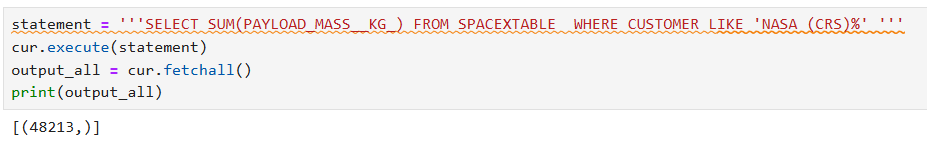 statement = '''SELECT SUM(PAYLOAD_MASS__KG_) FROM SPACEXTABLE  WHERE CUSTOMER LIKE 'NASA (CRS)%' '''
cur.execute(statement)
output_all = cur.fetchall()
print(output_all)
[(48213,)]